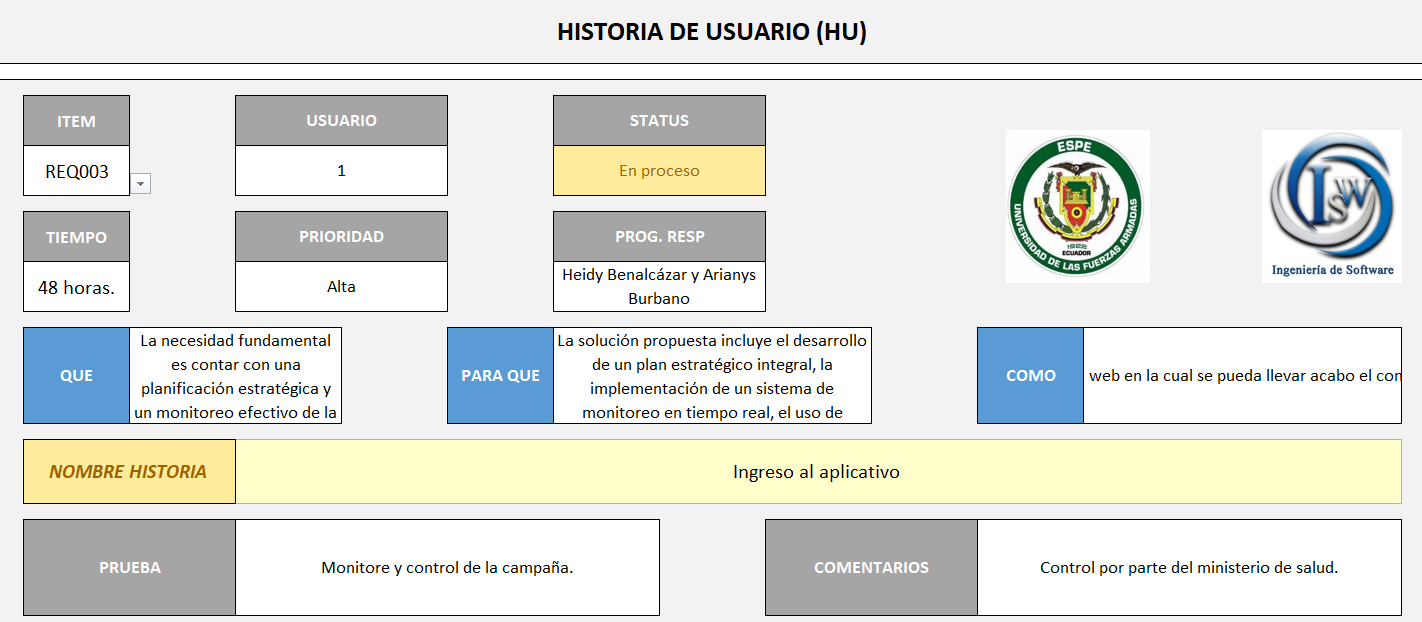 HISTORIA DE USUARIO (HU)
ITEM
USUARIO
STATUS
REQ003
1
En proceso
ESPE
UNIVERSIDAD DE LAS FUERZAS ARMADAS
1922
ECUADOR
ISW
Ingeniería de Software
TIEMPO
PRIORIDAD
PROG. RESP
48 horas.
Alta
Heidy Benalcázar y Arianys
Burbano
QUE
La necesidad fundamental
es contar con una
planificación estratégica y
un monitoreo efectivo de la
PARA QUE
La solución propuesta incluye el desarrollo
de un plan estratégico integral, la
implementación de un sistema de
monitoreo en tiempo real, el uso de
COMO
web en la cual se pueda llevar acabo el con
NOMBRE HISTORIA
Ingreso al aplicativo
PRUEBA
Monitore y control de la campaña.
COMENTARIOS
Control por parte del ministerio de salud.